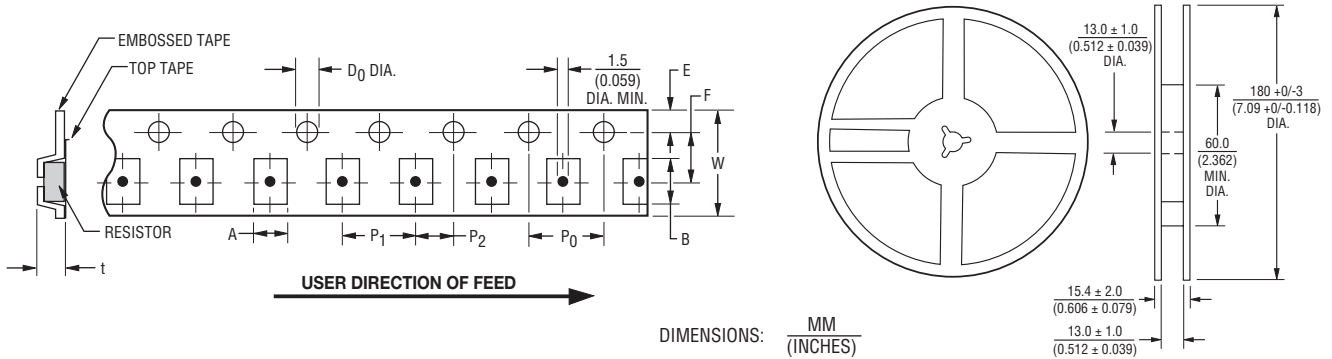 EMBOSSED TAPE
TOP TAPE
D0 DIA.
1.5
(0.059)
DIA. MIN.
E
F
W
B
A
P1
P2
P0
RESISTOR
t
USER DIRECTION OF FEED
DIMENSIONS: MM
(INCHES)
13.0 ± 1.0
(0.512 ± 0.039)
DIA.
180 +0/-3
(7.09 +0/-0.118)
DIA.
60.0
(2.362)
MIN.
DIA.
15.4 ± 2.0
(0.606 ± 0.079)
13.0 ± 1.0
(0.512 ± 0.039)